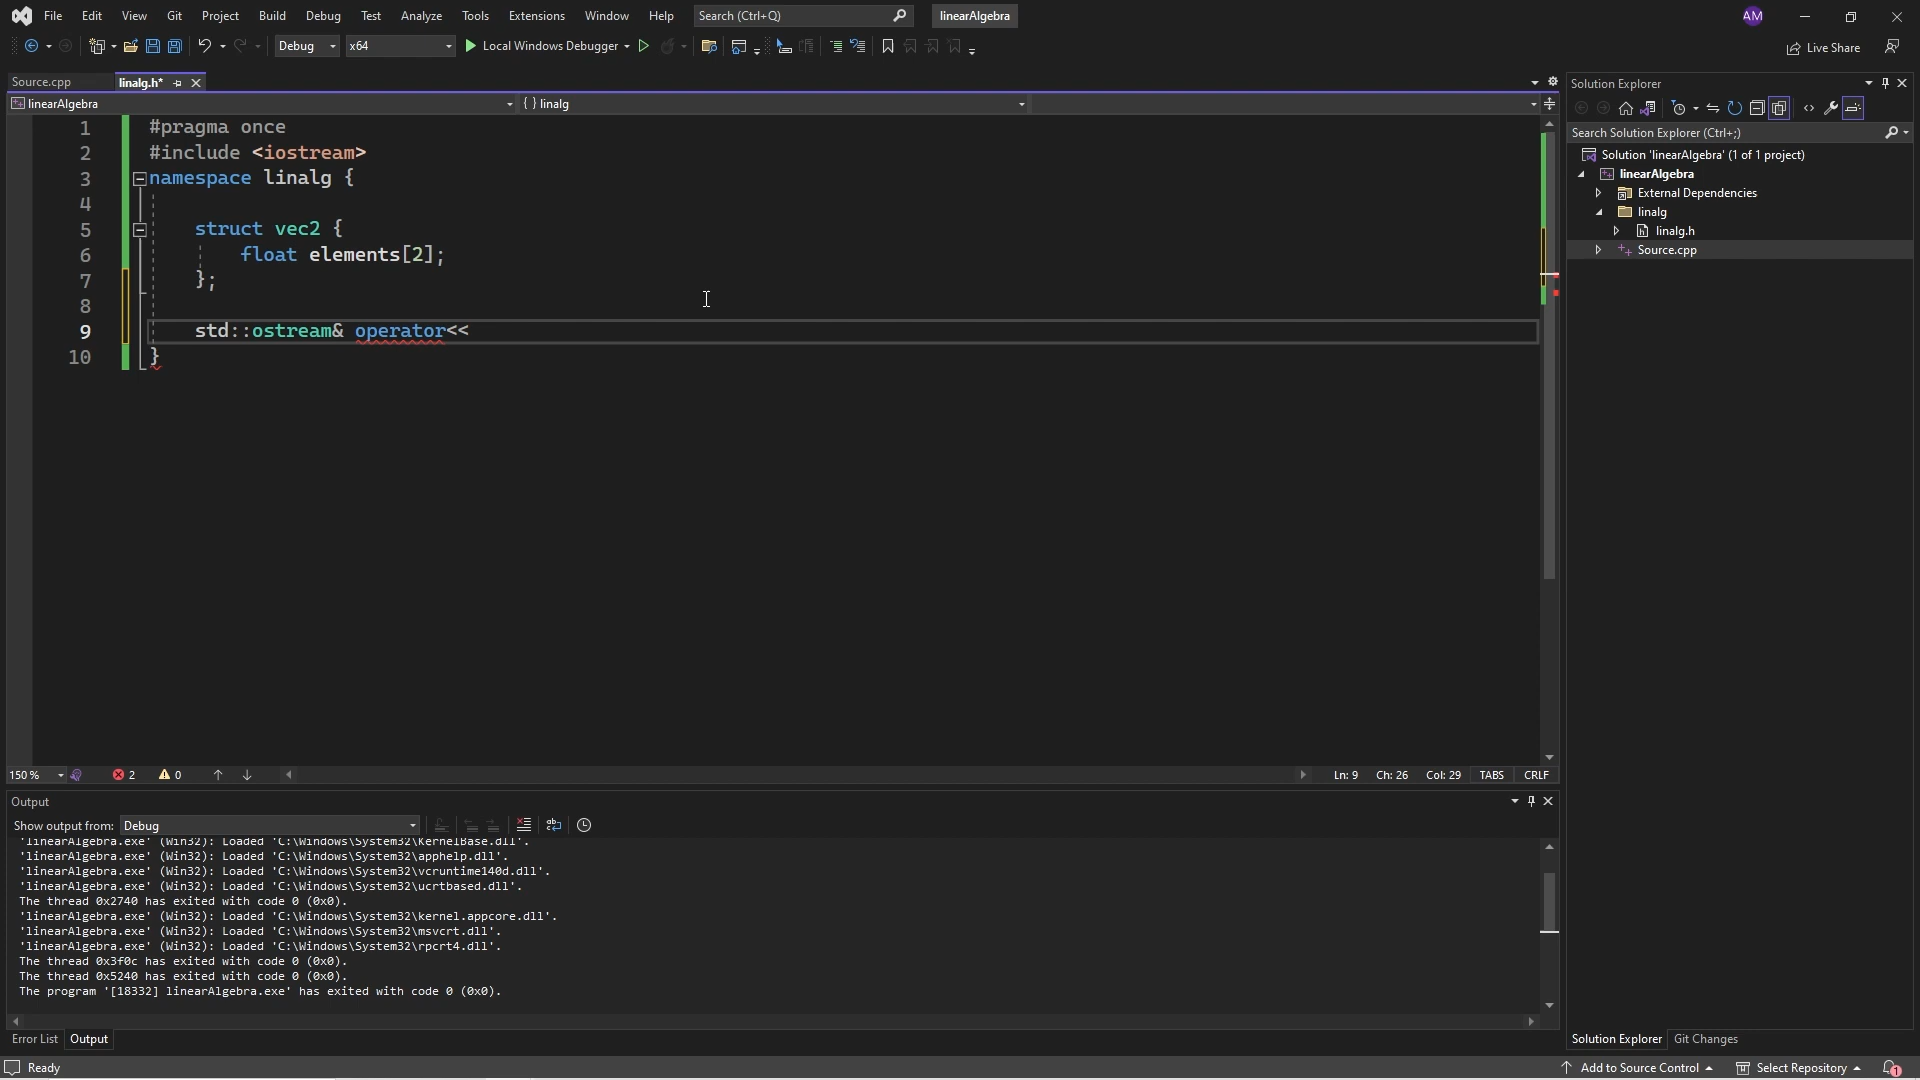 File Edit View Git Project Build Debug Test Analyze Tools Extensions Window Help Search (Ctrl+Q) linearAlgebra AM
Debug x64 Local Windows Debugger Live Share
Source.cpp linalg.h*
linearAlgebra { } linalg
1 #pragma once
2 #include <iostream>
3 namespace linalg {
4
5 struct vec2 {
6 float elements[2];
7 };
8
9 std::ostream& operator<<
10 }
150 % 2 0 Ln: 9 Ch: 26 Col: 29 TABS CRLF
Output
Show output from: Debug
'linearAlgebra.exe' (Win32): Loaded 'C:\Windows\System32\KernelBase.dll'.
'linearAlgebra.exe' (Win32): Loaded 'C:\Windows\System32\apphelp.dll'.
'linearAlgebra.exe' (Win32): Loaded 'C:\Windows\System32\vcruntime140d.dll'.
'linearAlgebra.exe' (Win32): Loaded 'C:\Windows\System32\ucrtbased.dll'.
The thread 0x2740 has exited with code 0 (0x0).
'linearAlgebra.exe' (Win32): Loaded 'C:\Windows\System32\kernel.appcore.dll'.
'linearAlgebra.exe' (Win32): Loaded 'C:\Windows\System32\msvcrt.dll'.
'linearAlgebra.exe' (Win32): Loaded 'C:\Windows\System32\rpcrt4.dll'.
The thread 0x3f0c has exited with code 0 (0x0).
The thread 0x5240 has exited with code 0 (0x0).
The program '[18332] linearAlgebra.exe' has exited with code 0 (0x0).
Error List Output
Solution Explorer
Search Solution Explorer (Ctrl+;)
Solution 'linearAlgebra' (1 of 1 project)
linearAlgebra
External Dependencies
linalg
linalg.h
Source.cpp
Solution Explorer Git Changes
Ready Add to Source Control Select Repository 1